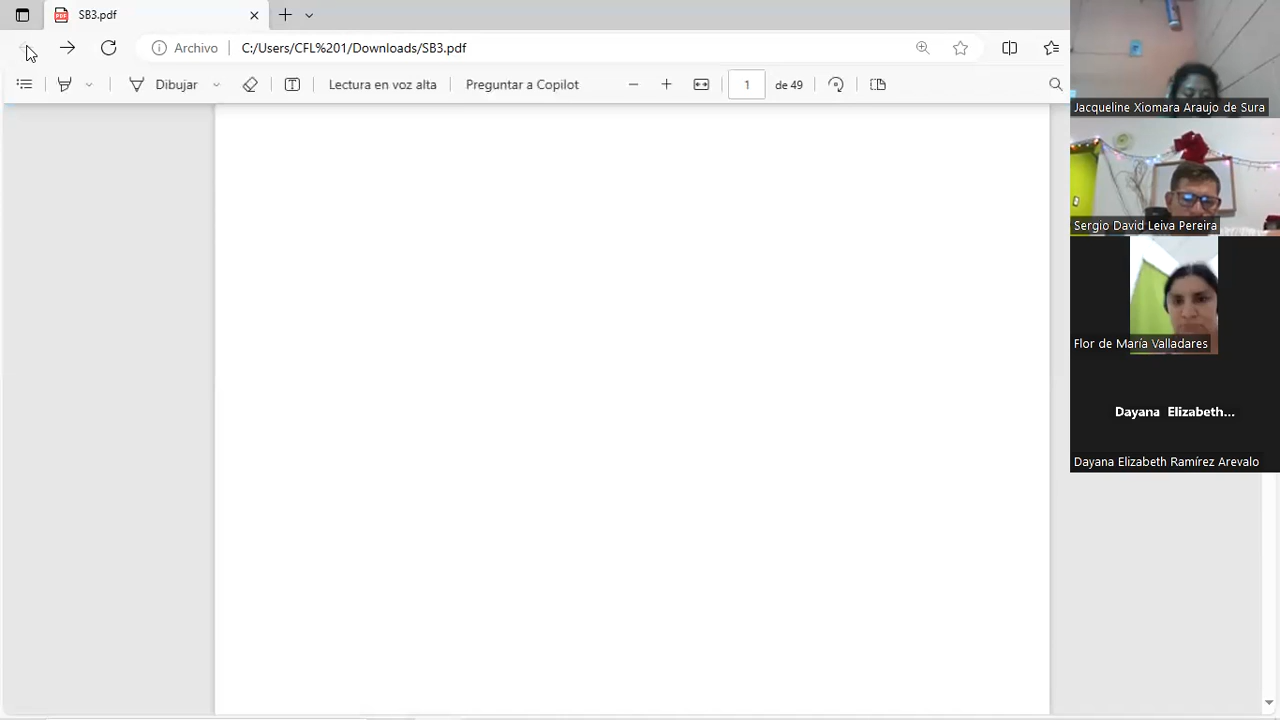 SB3.pdf
Archivo
C:/Users/CFL%201/Downloads/SB3.pdf
Dibujar
Lectura en voz alta
Preguntar a Copilot
1
de 49
Jacqueline Xiomara Araujo de Sura
Sergio David Leiva Pereira
Flor de María Valladares
Dayana Elizabeth...
Dayana Elizabeth Ramírez Arevalo